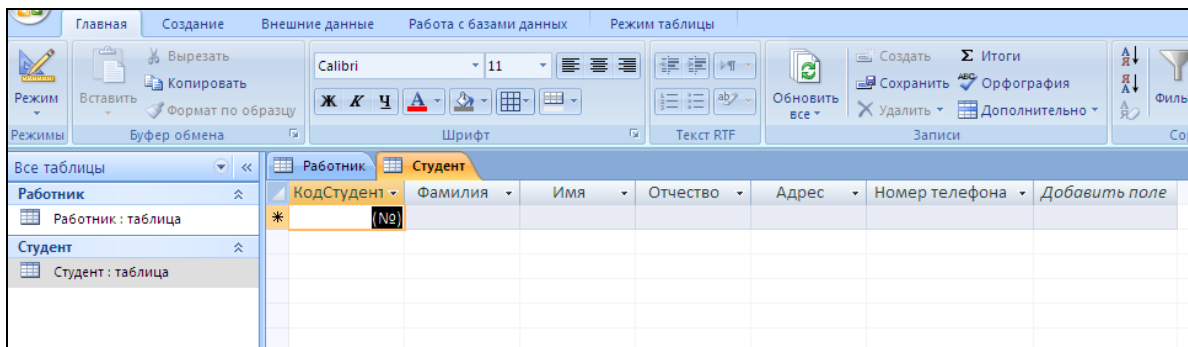 Главная Создание Внешние данные Работа с базами данных Режим таблицы
Режим
Режимы
Вставить
Вырезать
Копировать
Формат по образцу
Буфер обмена
Calibri 11
Ж К Ч
Шрифт
Текст RTF
Обновить
все
Создать Σ Итоги
Сохранить Орфография
Удалить Дополнительно
Записи
А
Я
Я
А
Все таблицы
Работник
Работник : таблица
Студент
Студент : таблица
Работник Студент
КодСтудент Фамилия Имя Отчество Адрес Номер телефона Добавить поле
(№)